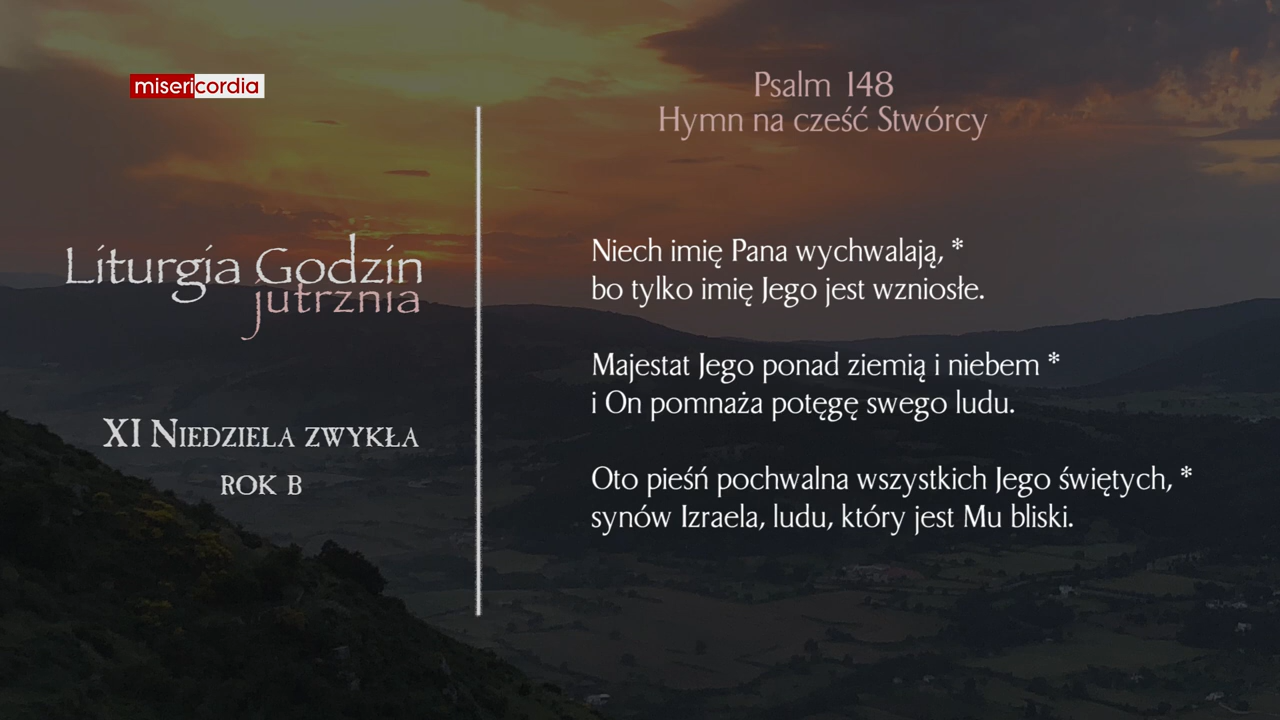 misericordia
Liturgia Godzin
jutrznia
XI Niedziela zwykła
rok B
Psalm 148
Hymn na cześć Stwórcy
Niech imię Pana wychwalają, *
bo tylko imię Jego jest wzniosłe.
Majestat Jego ponad ziemią i niebem *
i On pomnaża potęgę swego ludu.
Oto pieśń pochwalna wszystkich Jego świętych, *
synów Izraela, ludu, który jest Mu bliski.